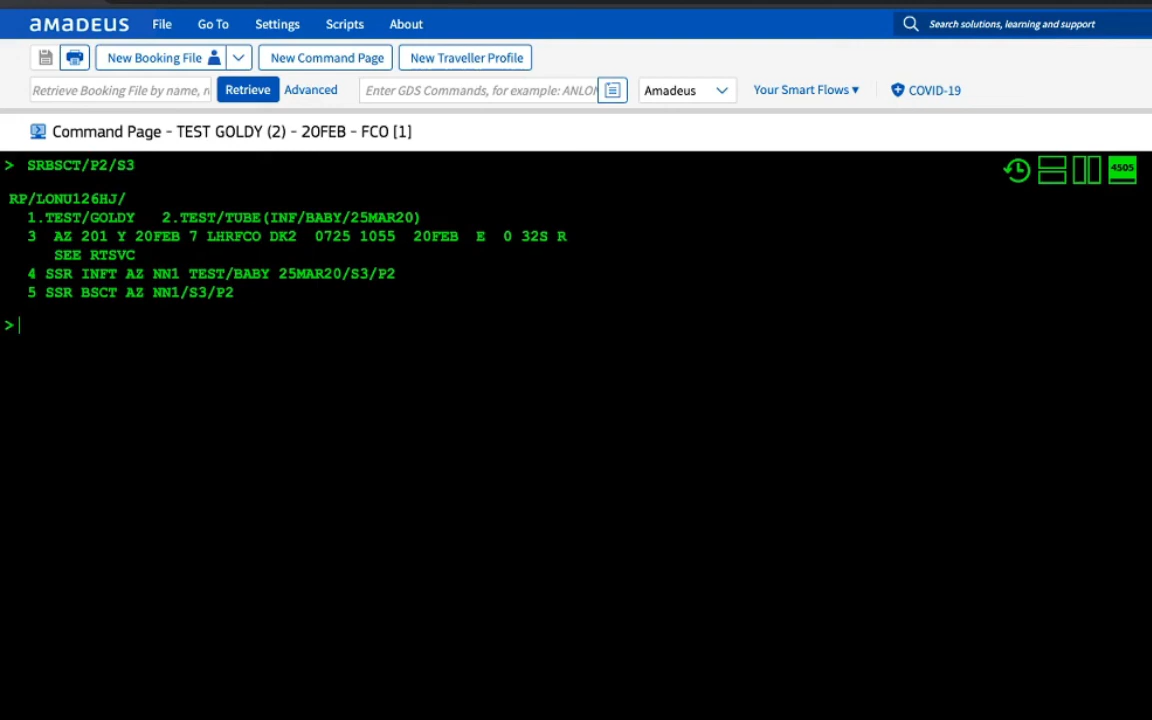 amadeus File Go To Settings Scripts About Search solutions, learning and support
New Booking File New Command Page New Traveller Profile
Retrieve Booking File by name, r Retrieve Advanced Enter GDS Commands, for example: ANLON Amadeus Your Smart Flows ▾ COVID-19
Command Page - TEST GOLDY (2) - 20FEB - FCO [1]
> SRBSCT/P2/S3
4505
RP/LONU126HJ/
1.TEST/GOLDY 2.TEST/TUBE(INF/BABY/25MAR20)
3 AZ 201 Y 20FEB 7 LHRFCO DK2 0725 1055 20FEB E 0 32S R
SEE RTSVC
4 SSR INFT AZ NN1 TEST/BABY 25MAR20/S3/P2
5 SSR BSCT AZ NN1/S3/P2
>